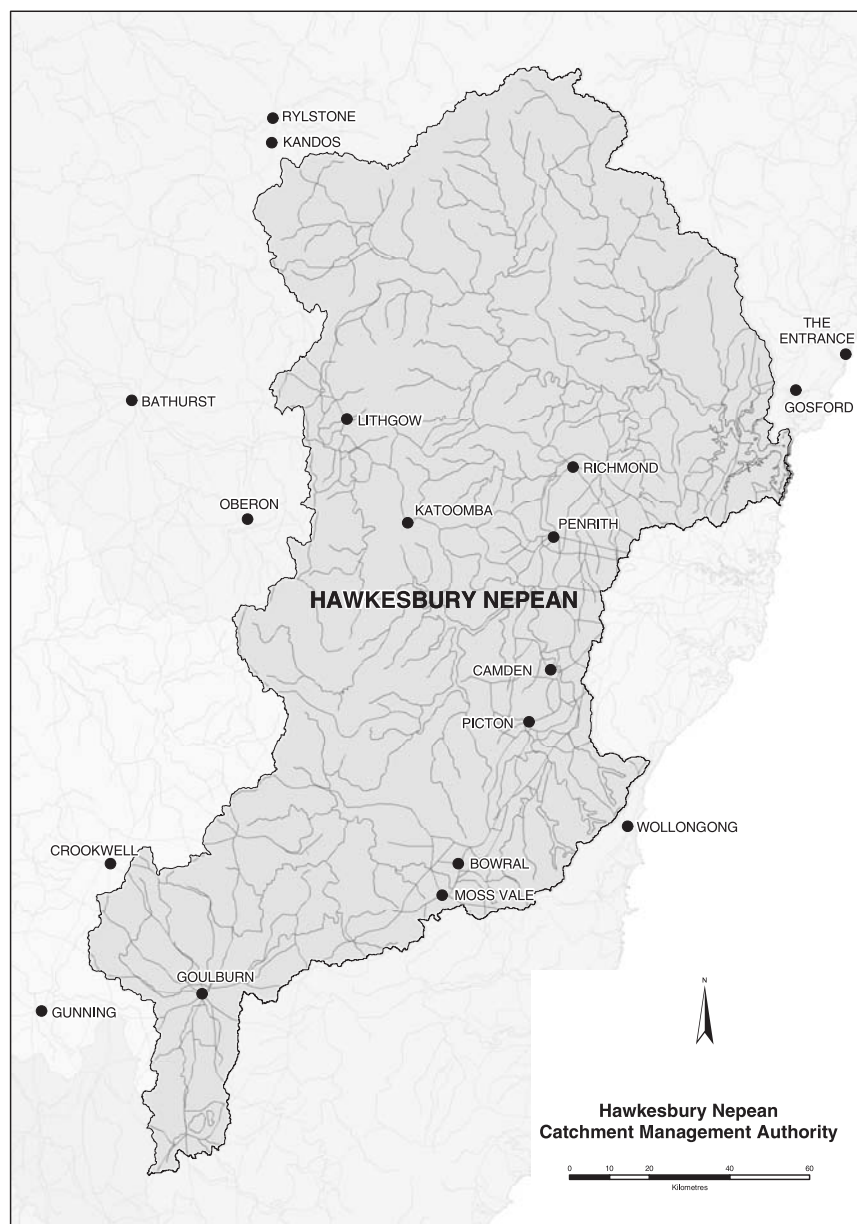 RYLSTONE
KANDOS
THE
ENTRANCE
BATHURST
GOSFORD
LITHGOW
RICHMOND
OBERON
KATOOMBA
PENRITH
HAWKESBURY NEPEAN
CAMDEN
PICTON
WOLLONGONG
CROOKWELL
BOWRAL
MOSS VALE
GOULBURN
N
GUNNING
Hawkesbury Nepean
Catchment Management Authority
0 10 20 40 60
Kilometres